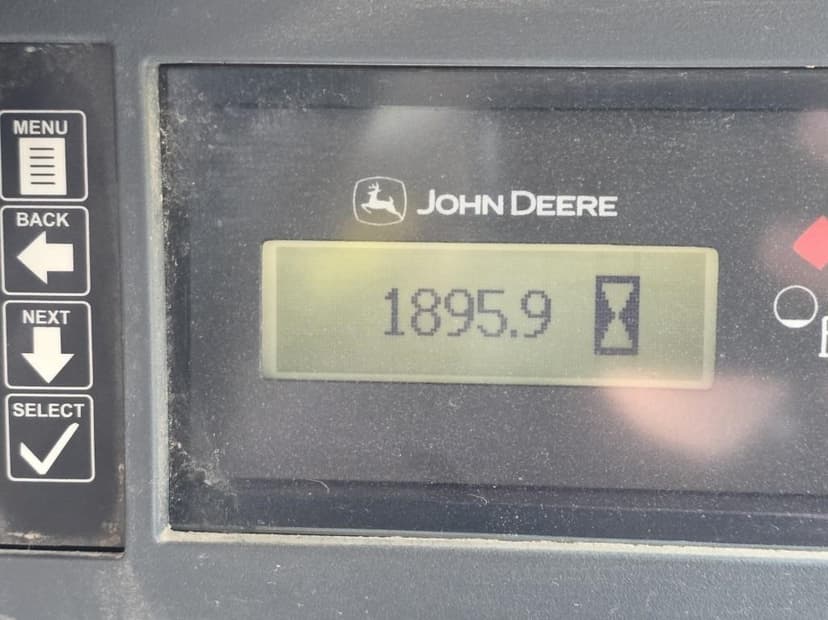 MENU
BACK
NEXT
SELECT
JOHN DEERE
1895.9